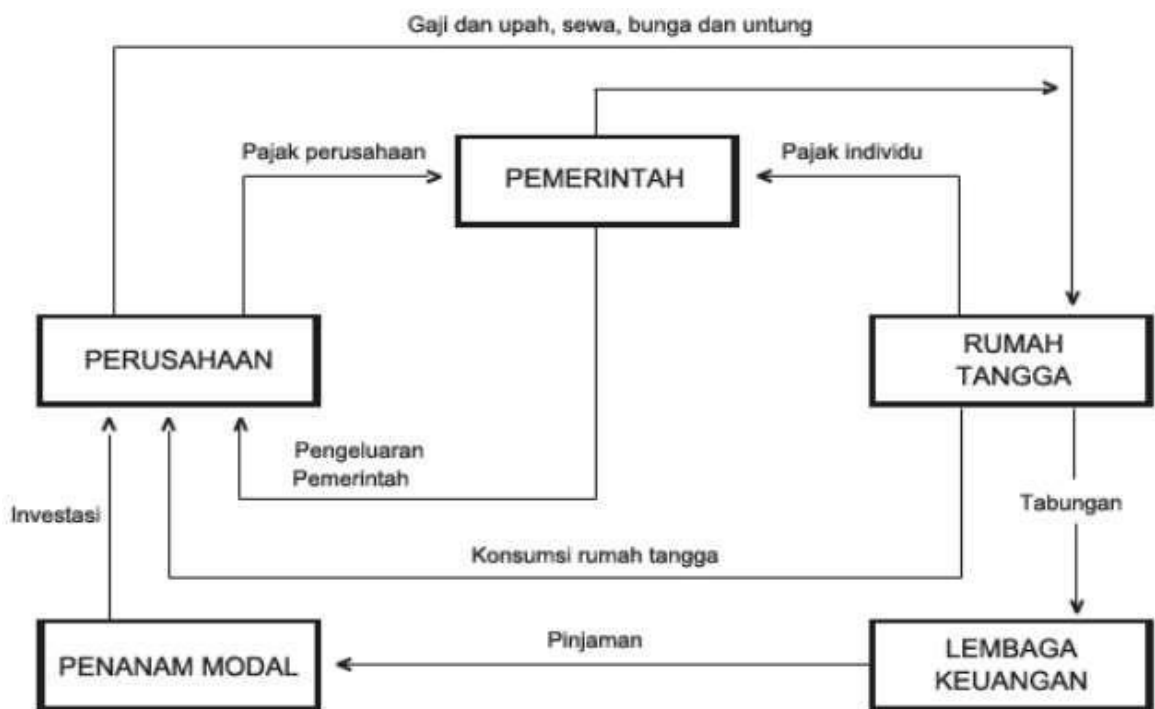 Gaji dan upah, sewa, bunga dan untung
Pajak perusahaan
PEMERINTAH
Pajak individu
PERUSAHAAN
RUMAH
TANGGA
Pengeluaran
Pemerintah
Investasi
Tabungan
Konsumsi rumah tangga
PENANAM MODAL
Pinjaman
LEMBAGA
KEUANGAN